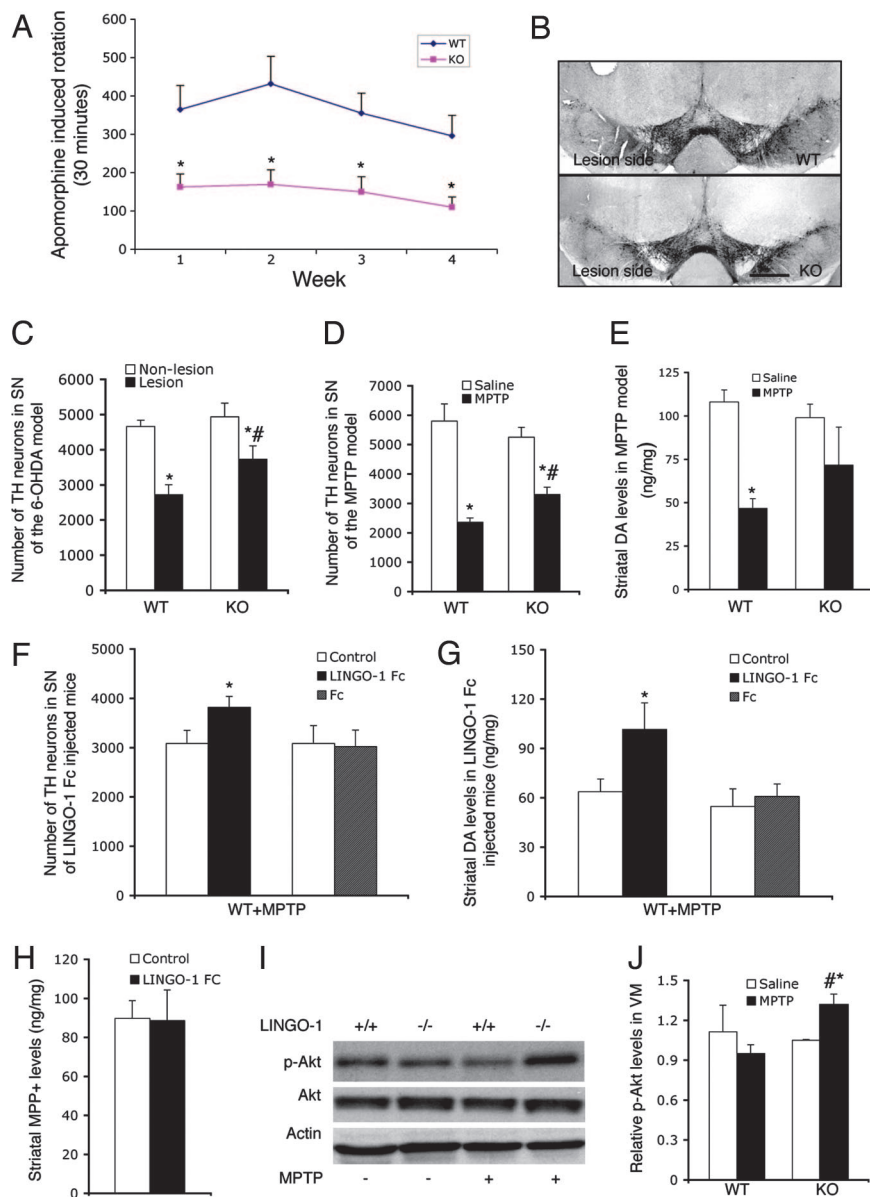 A
Apomorphine induced rotation
(30 minutes)
600
500
400
300
200
100
0
WT
KO
*
*
*
*
1
2
3
4
Week
B
Lesion side
WT
Lesion side
KO
C
Number of TH neurons in SN
of the 6-OHDA model
Non-lesion
Lesion
6000
5000
4000
3000
2000
1000
0
*
*#
WT
KO
D
Number of TH neurons in SN
of the MPTP model
Saline
MPTP
7000
6000
5000
4000
3000
2000
1000
0
*
*#
WT
KO
E
Striatal DA levels in MPTP model
(ng/mg)
Saline
MPTP
125
100
75
50
25
0
*
WT
KO
F
Number of TH neurons in SN
of LINGO-1 Fc injected mice
Control
LINGO-1 Fc
Fc
5000
4000
3000
2000
1000
0
*
WT+MPTP
G
Striatal DA levels in LINGO-1 Fc
injected mice (ng/mg)
Control
LINGO-1 Fc
Fc
150
120
90
60
30
0
*
WT+MPTP
H
Striatal MPP+ levels (ng/mg)
Control
LINGO-1 FC
120
100
80
60
40
20
0
I
LINGO-1 +/+ -/- +/+ -/-
p-Akt
Akt
Actin
MPTP - - + +
J
Relative p-Akt levels in VM
Saline
MPTP
1.5
1.2
0.9
0.6
0.3
0
#*
WT
KO